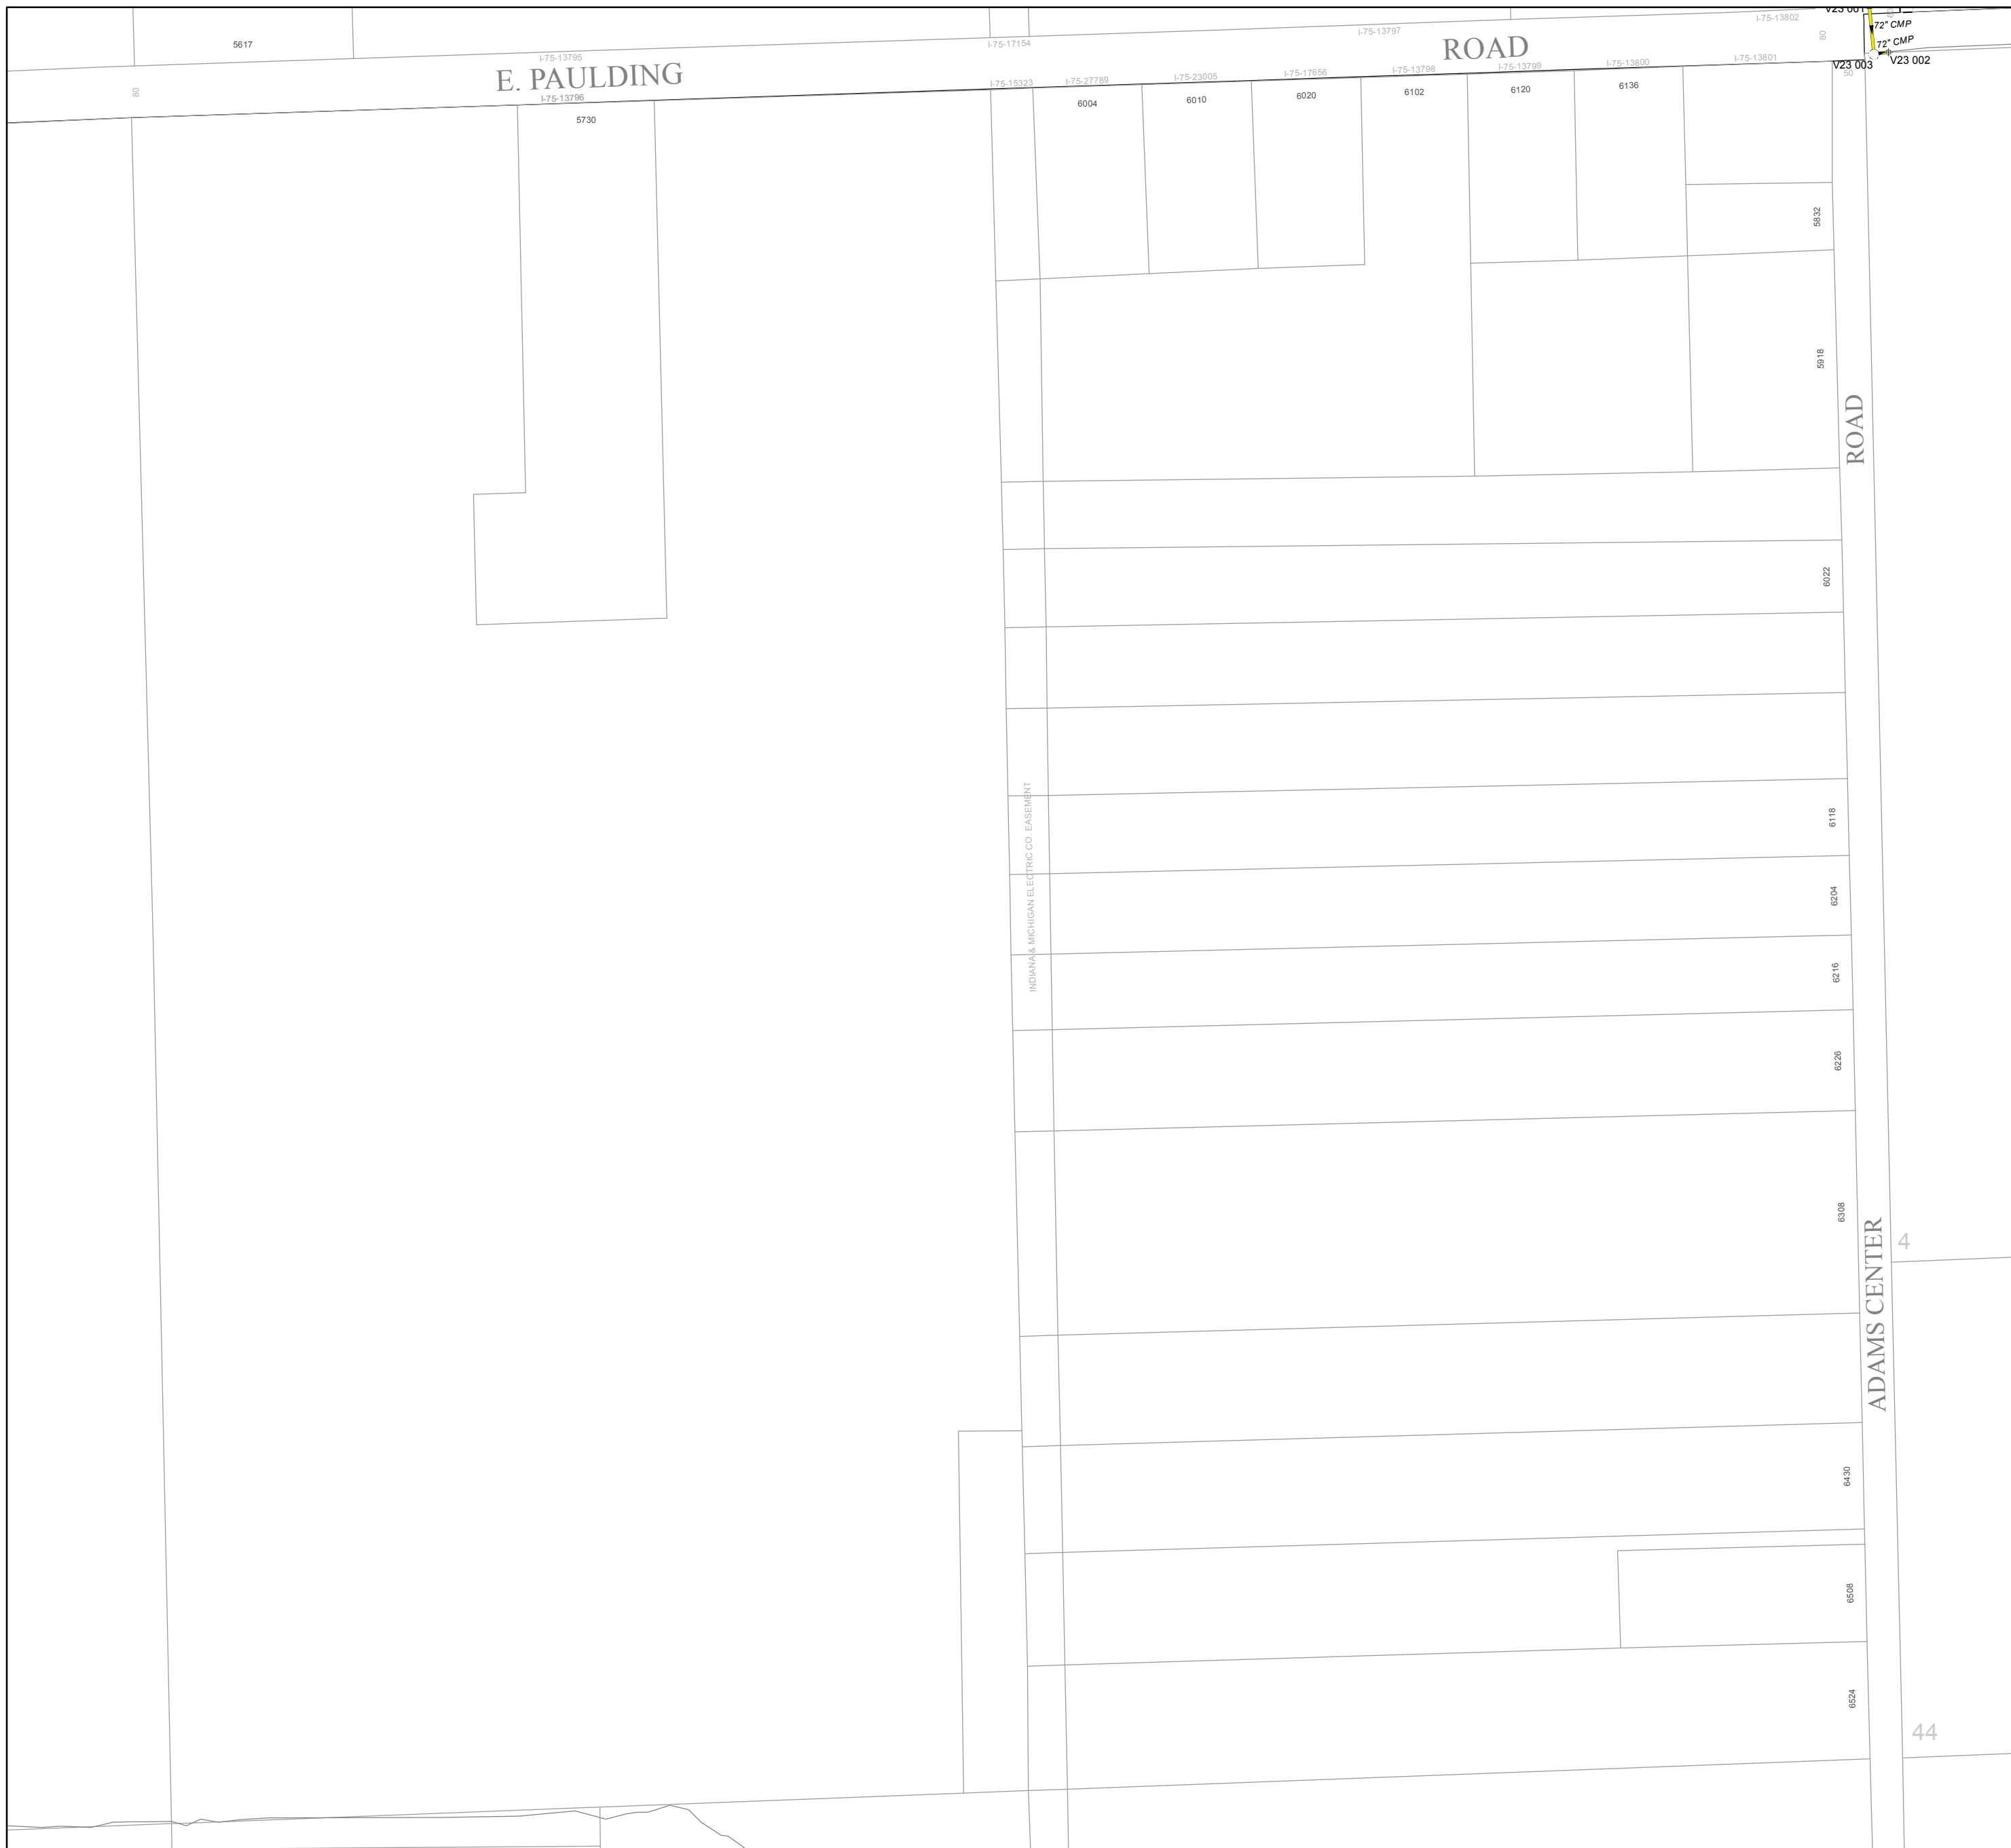 V23 001
72" CMP
I-75-13802
5617
I-75-13795
I-75-17154
I-75-13797
80
60
72" CMP
E. PAULDING
ROAD
V23 003
V23 002
80
I-75-13796
I-75-15323
I-75-27789
I-75-23005
I-75-17656
I-75-13798
I-75-13799
I-75-13800
I-75-13801
50
5730
6004
6010
6020
6102
6120
6136
5832
5918
ROAD
6022
INDIANA & MICHIGAN ELECTRIC CO. EASEMENT
6118
6204
6216
6226
6308
4
ADAMS CENTER
6430
6508
6524
44